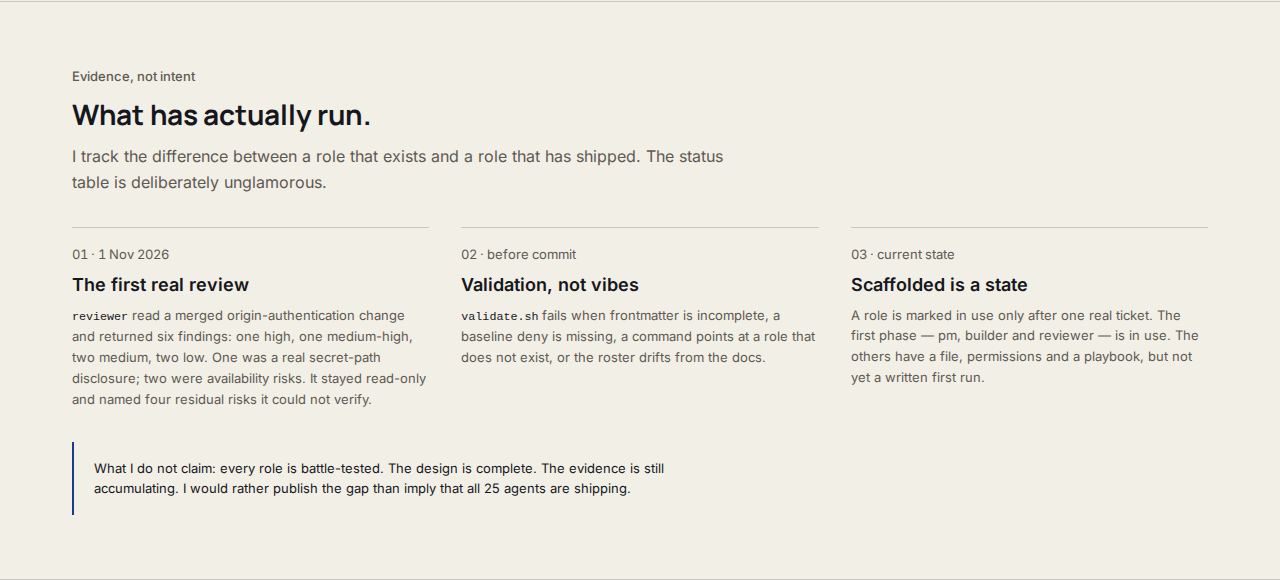 Evidence, not intent
What has actually run.
I track the difference between a role that exists and a role that has shipped. The status
table is deliberately unglamorous.
01 · 1 Nov 2026
The first real review
reviewer read a merged origin-authentication change
and returned six findings: one high, one medium-high,
two medium, two low. One was a real secret-path
disclosure; two were availability risks. It stayed read-only
and named four residual risks it could not verify.
02 · before commit
Validation, not vibes
validate.sh fails when frontmatter is incomplete, a
baseline deny is missing, a command points at a role that
does not exist, or the roster drifts from the docs.
03 · current state
Scaffolded is a state
A role is marked in use only after one real ticket. The
first phase — pm, builder and reviewer — is in use. The
others have a file, permissions and a playbook, but not
yet a written first run.
What I do not claim: every role is battle-tested. The design is complete. The evidence is still
accumulating. I would rather publish the gap than imply that all 25 agents are shipping.